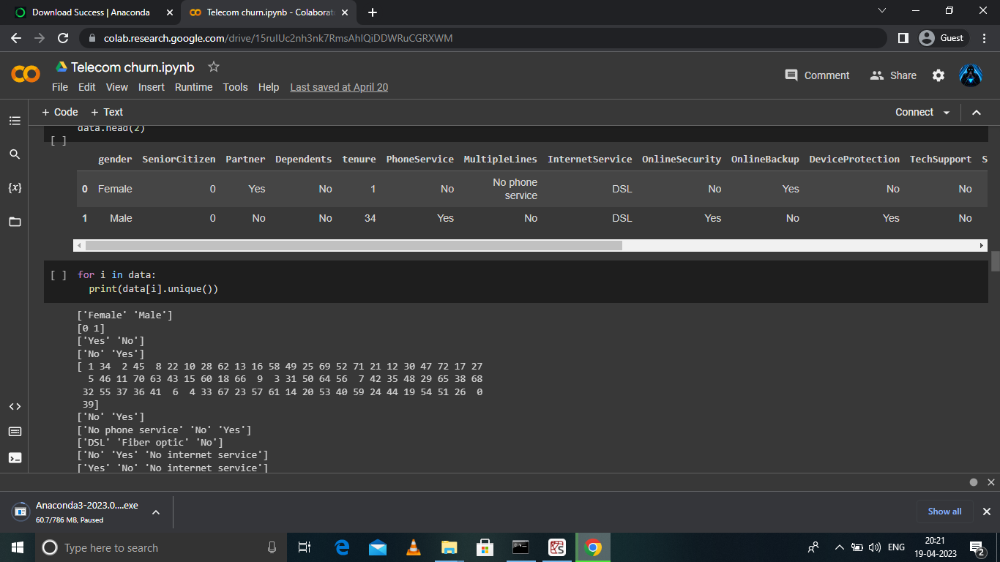 Download Success | Anaconda
Telecom churn.ipynb - Colaborat
colab.research.google.com/drive/15rulUc2nh3nk7RmsAhlQiDDWRuCGRXWM
Guest
Telecom churn.ipynb
File Edit View Insert Runtime Tools Help Last saved at April 20
Comment
Share
+ Code + Text
Connect
data.head(2)
[ ]
gender SeniorCitizen Partner Dependents tenure PhoneService MultipleLines InternetService OnlineSecurity OnlineBackup DeviceProtection TechSupport S
0 Female 0 Yes No 1 No No phone service DSL No Yes No No
1 Male 0 No No 34 Yes No DSL Yes No Yes No
[ ] for i in data:
print(data[i].unique())
['Female' 'Male']
[0 1]
['Yes' 'No']
['No' 'Yes']
[ 1 34 2 45 8 22 10 28 62 13 16 58 49 25 69 52 71 21 12 30 47 72 17 27
5 46 11 70 63 43 15 60 18 66 9 3 31 50 64 56 7 42 35 48 29 65 38 68
32 55 37 36 41 6 4 33 67 23 57 61 14 20 53 40 59 24 44 19 54 51 26 0
39]
['No' 'Yes']
['No phone service' 'No' 'Yes']
['DSL' 'Fiber optic' 'No']
['No' 'Yes' 'No internet service']
['Yes' 'No' 'No internet service']
{x}
Anaconda3-2023.0....exe
60.7/786 MB, Paused
Show all
Type here to search
ENG
20:21
19-04-2023
2